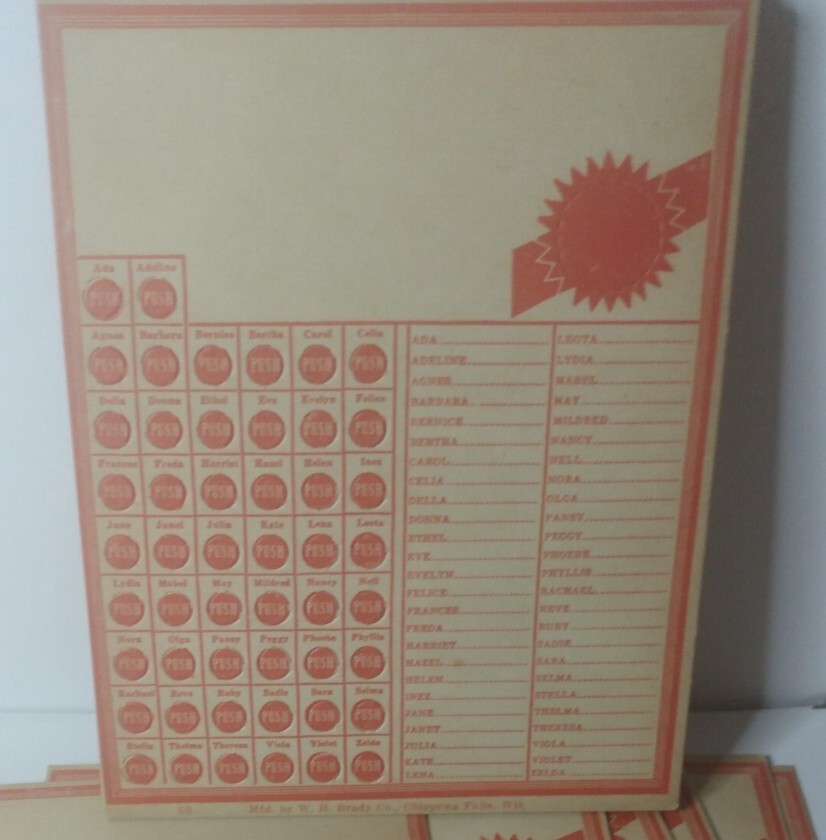 Ada Adeline
PUSH PUSH
Agnes Barbara Bernice Bertha Carol Celia
PUSH PUSH PUSH PUSH PUSH PUSH
Della Donna Ethel Eve Evelyn Felice
PUSH PUSH PUSH PUSH PUSH PUSH
Frances Freda Harriet Hazel Helen Inez
PUSH PUSH PUSH PUSH PUSH PUSH
Jane Janet Julia Kate Lena Leota
PUSH PUSH PUSH PUSH PUSH PUSH
Lydia Mabel May Mildred Nancy Nell
PUSH PUSH PUSH PUSH PUSH PUSH
Nora Olga Pansy Peggy Phoebe Phyllis
PUSH PUSH PUSH PUSH PUSH PUSH
Rachael Reve Ruby Sadie Sara Selma
PUSH PUSH PUSH PUSH PUSH PUSH
Stella Thelma Theresa Viola Violet Zelda
PUSH PUSH PUSH PUSH PUSH PUSH
ADA
ADELINE
AGNES
BARBARA
BERNICE
BERTHA
CAROL
CELIA
DELLA
DONNA
ETHEL
EVE
EVELYN
FELICE
FRANCES
FREDA
HARRIET
HAZEL
HELEN
INEZ
JANE
JANET
JULIA
KATE
LENA
LEOTA
LYDIA
MABEL
MAY
MILDRED
NANCY
NELL
NORA
OLGA
PANSY
PEGGY
PHOEBE
PHYLLIS
RACHAEL
REVE
RUBY
SADIE
SARA
SELMA
STELLA
THELMA
THERESA
VIOLA
VIOLET
ZELDA
50 Mfd. by W. H. Brady Co., Chippewa Falls, Wis.